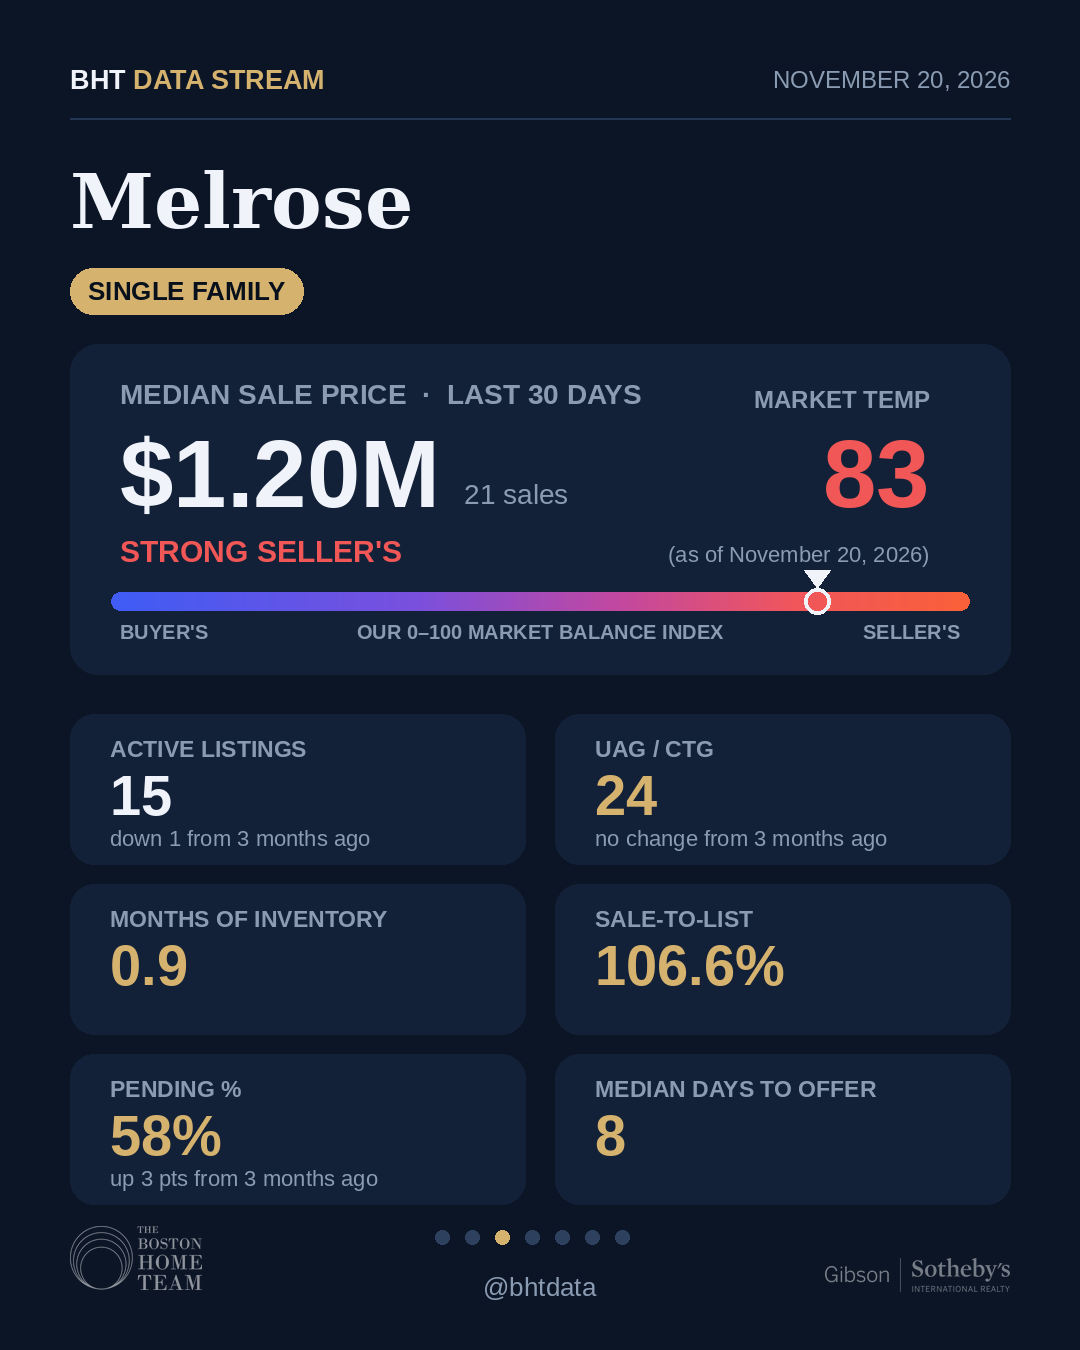 BHT DATA STREAM
NOVEMBER 20, 2026
Melrose
SINGLE FAMILY
MEDIAN SALE PRICE · LAST 30 DAYS
MARKET TEMP
$1.20M 21 sales
83
STRONG SELLER'S
(as of November 20, 2026)
BUYER'S
OUR 0–100 MARKET BALANCE INDEX
SELLER'S
ACTIVE LISTINGS
15
down 1 from 3 months ago
UAG / CTG
24
no change from 3 months ago
MONTHS OF INVENTORY
0.9
SALE-TO-LIST
106.6%
PENDING %
58%
up 3 pts from 3 months ago
MEDIAN DAYS TO OFFER
8
THE
BOSTON
HOME
TEAM
@bhtdata
Gibson
Sotheby's
INTERNATIONAL REALTY